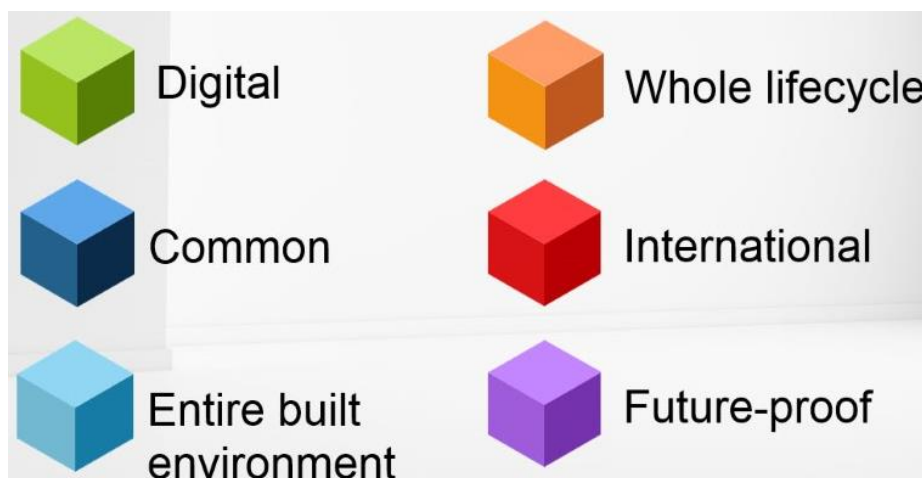 Digital
Whole lifecycle
Common
International
Entire built
environment
Future-proof